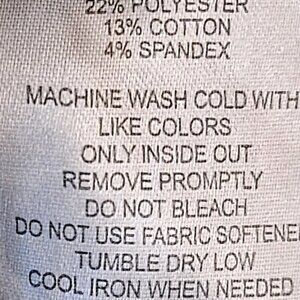 22% POLYESTER
13% COTTON
4% SPANDEX
MACHINE WASH COLD WITH
LIKE COLORS
ONLY INSIDE OUT
REMOVE PROMPTLY
DO NOT BLEACH
DO NOT USE FABRIC SOFTENE
TUMBLE DRY LOW
COOL IRON WHEN NEEDED